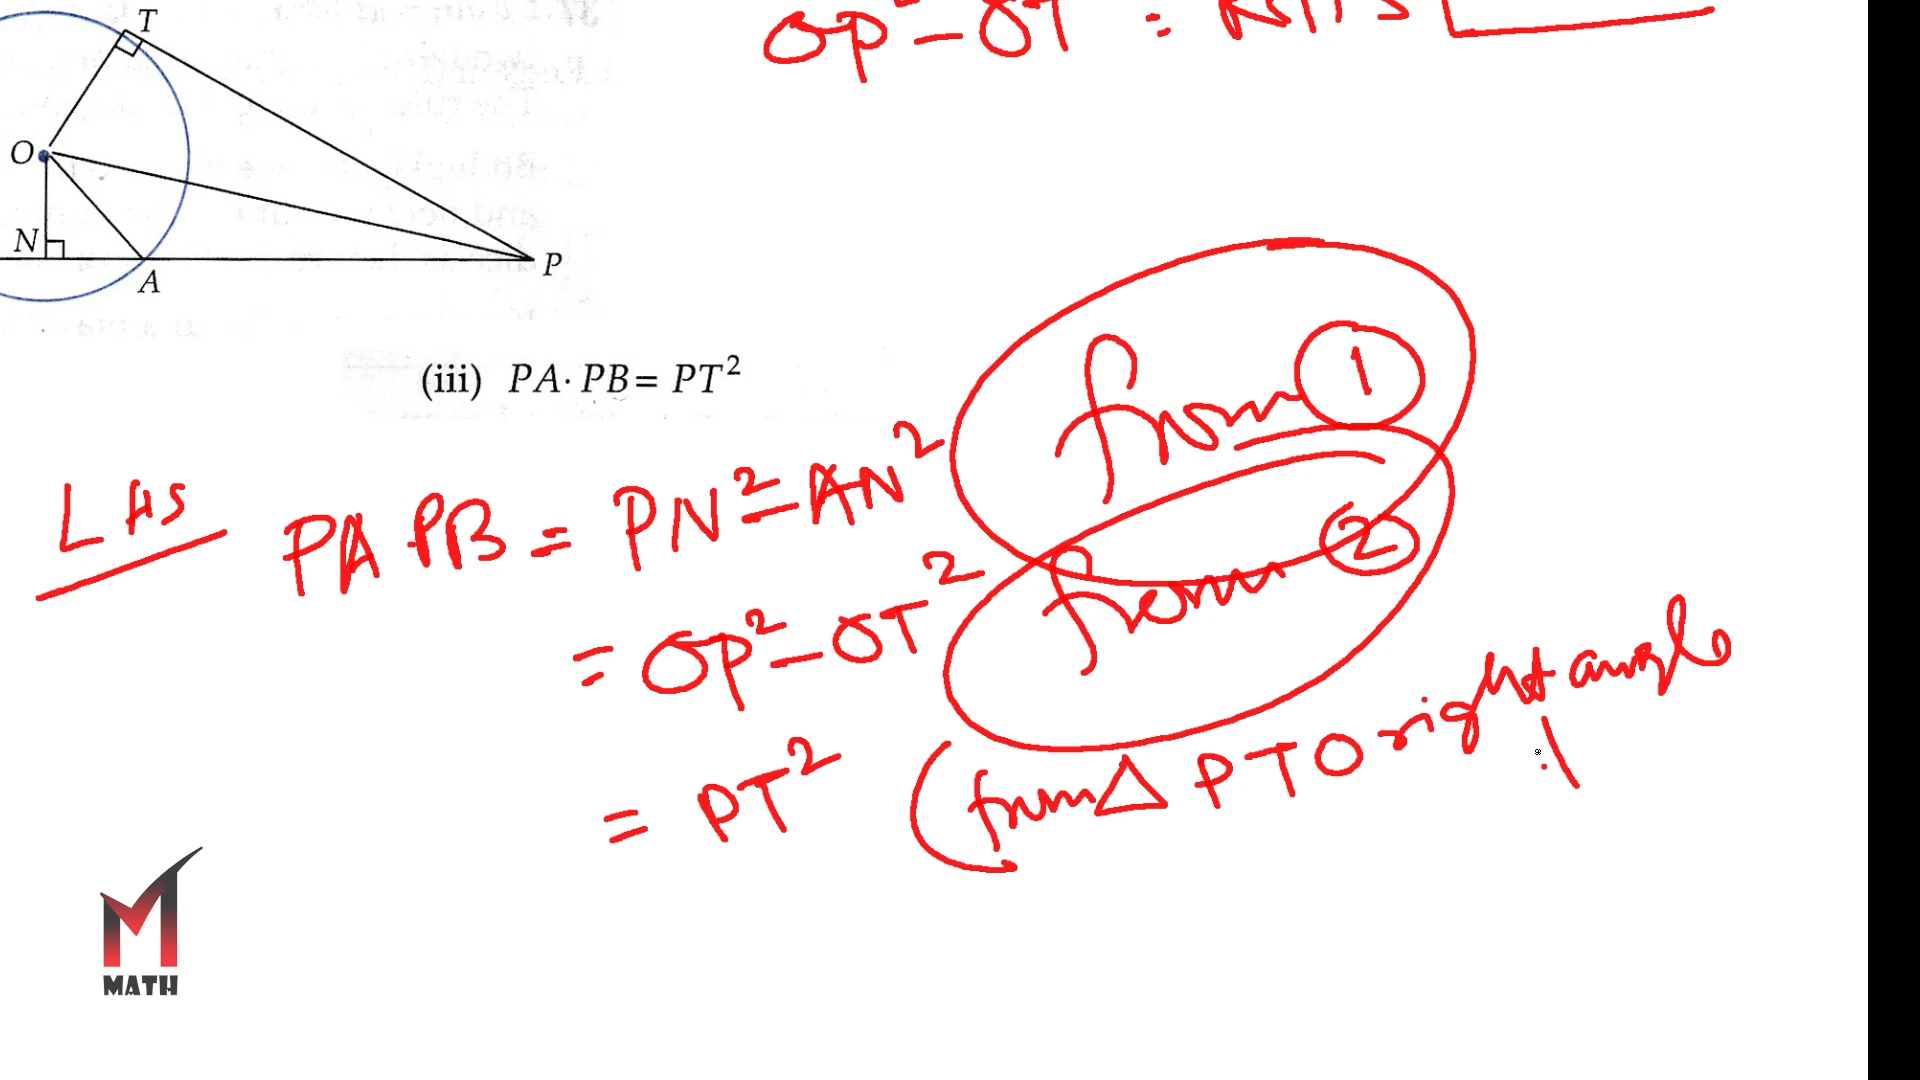 OP² - OT² = RHS
T
O
N
A
P
(iii) PA· PB = PT²
from 1
LHS PA·PB = PN² - AN²
from 2
= OP² - OT²
= PT² (from △ PTO right angle
MATH